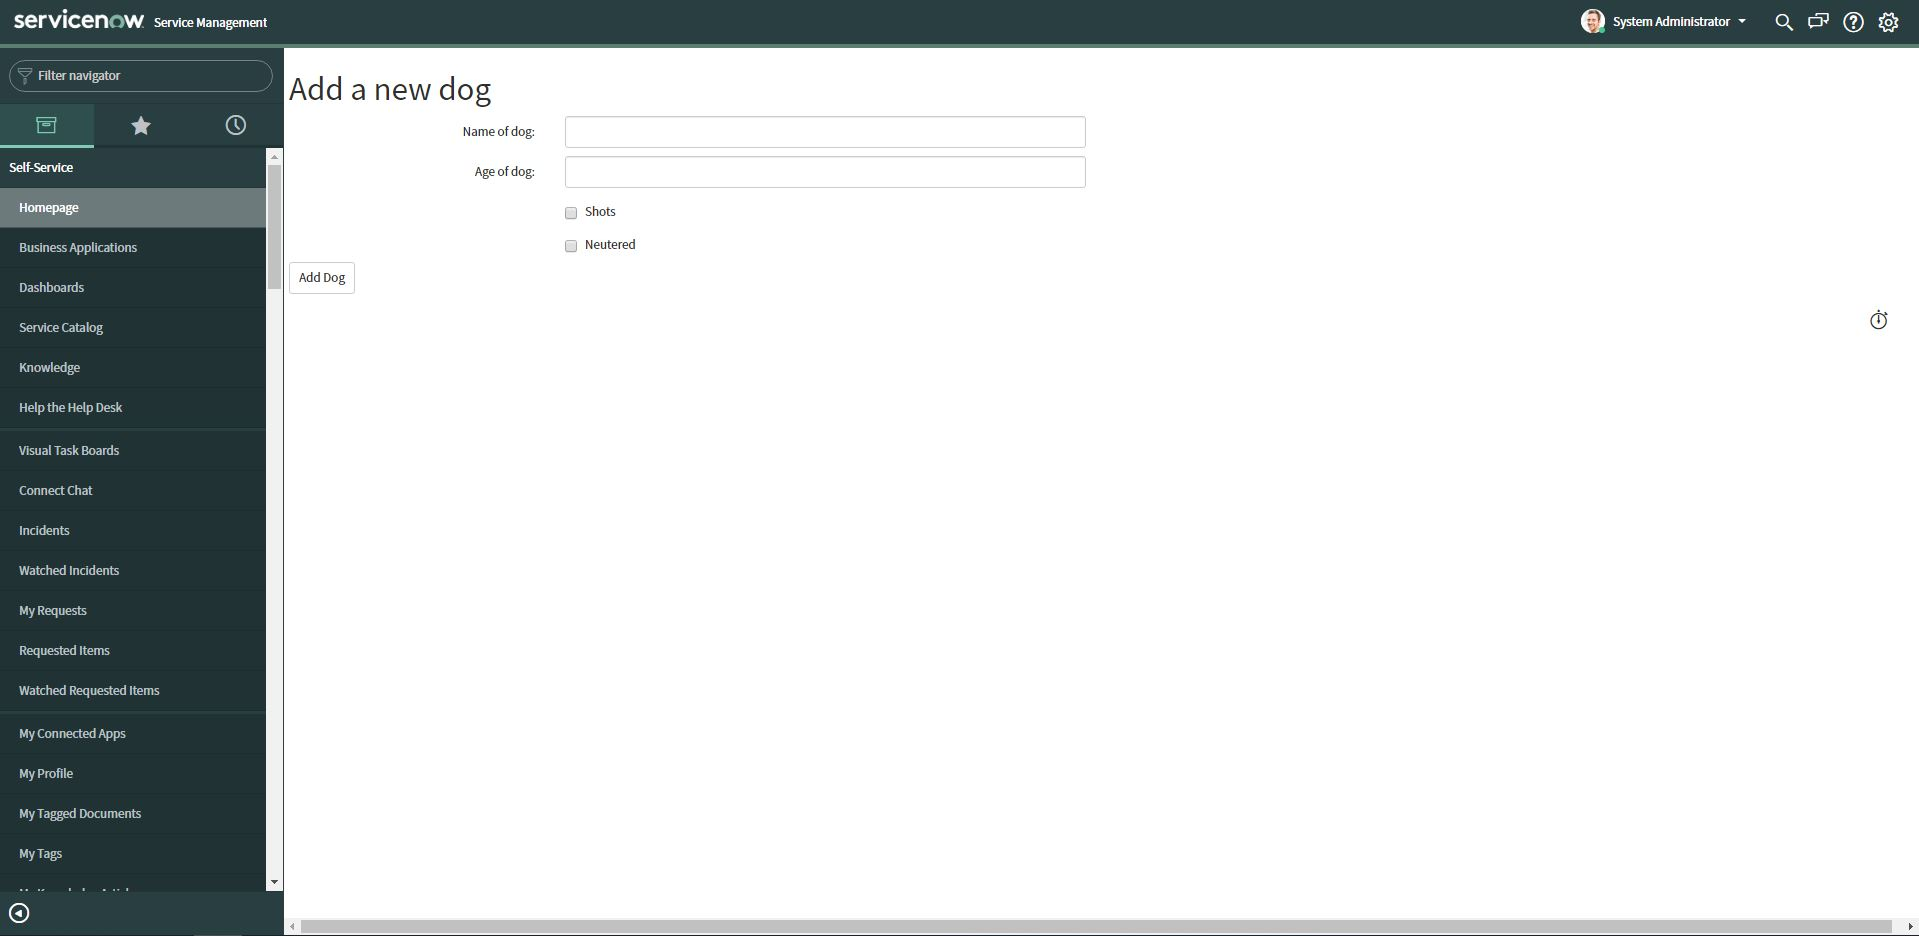 servicenow Service Management
System Administrator
Filter navigator
Self-Service
Homepage
Business Applications
Dashboards
Service Catalog
Knowledge
Help the Help Desk
Visual Task Boards
Connect Chat
Incidents
Watched Incidents
My Requests
Requested Items
Watched Requested Items
My Connected Apps
My Profile
My Tagged Documents
My Tags
Add a new dog
Name of dog:
Age of dog:
Shots
Neutered
Add Dog